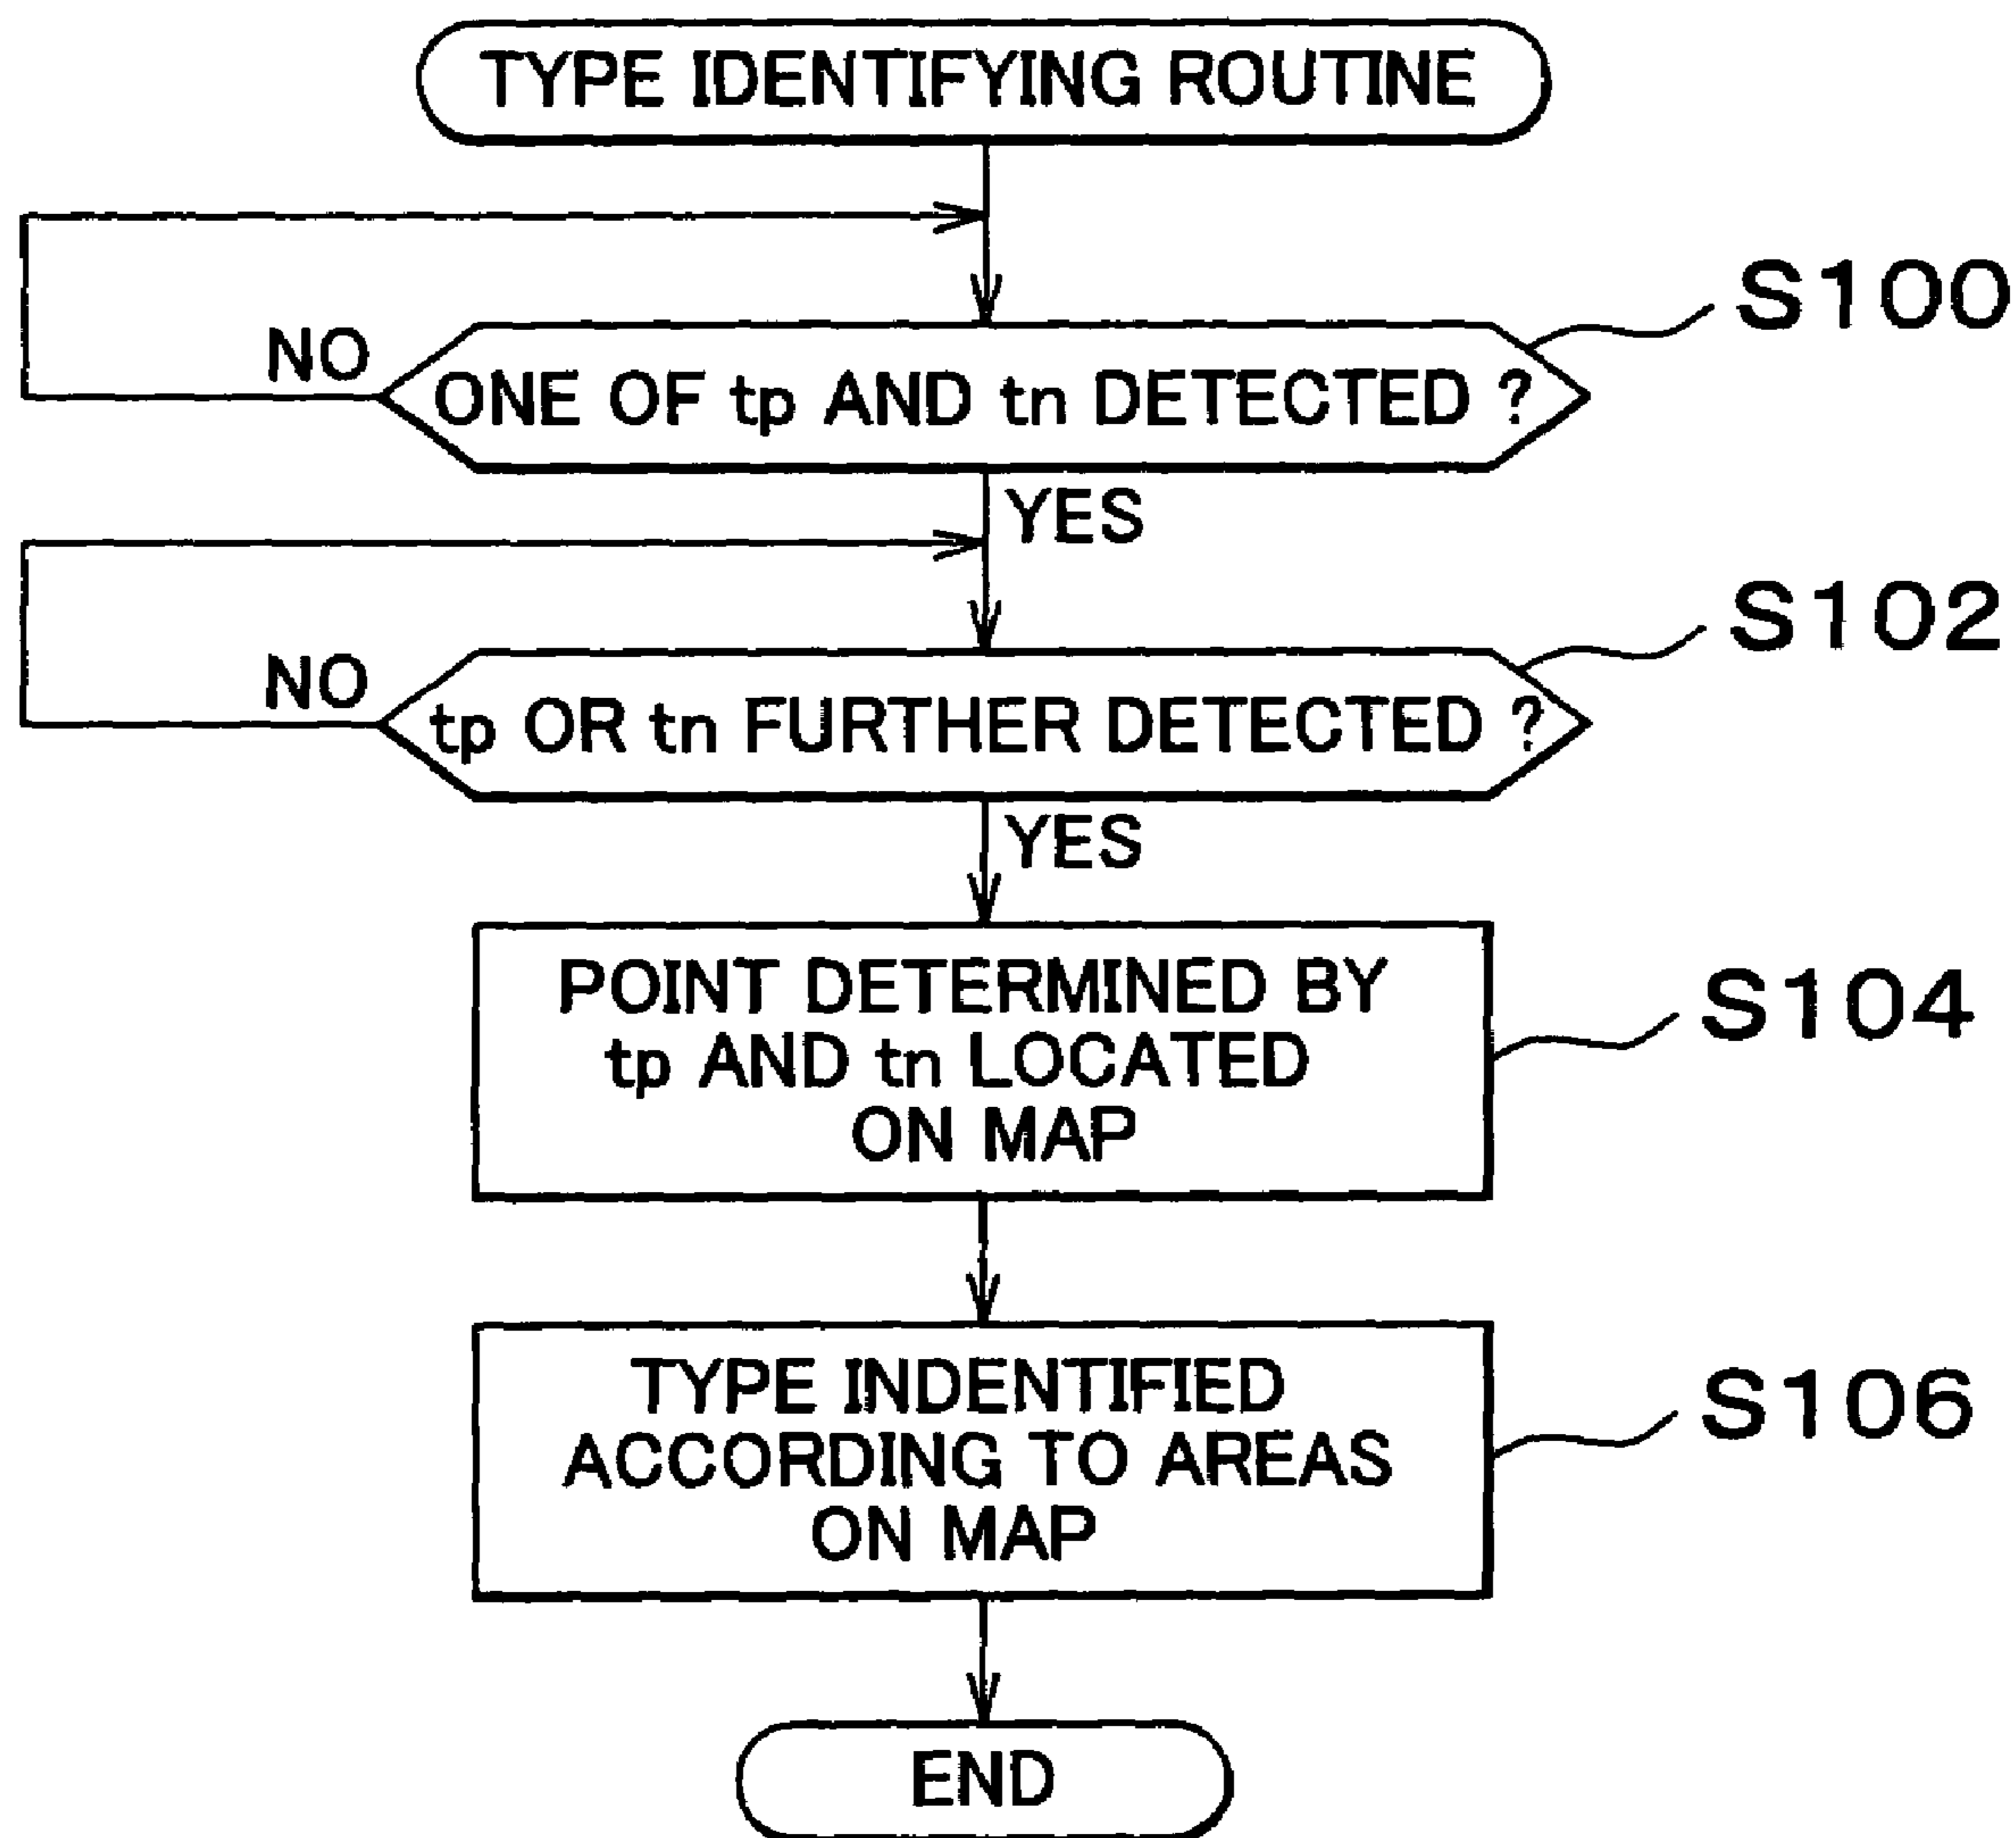 TYPE IDENTIFYING ROUTINE
S100
NO
ONE OF tp AND tn DETECTED ?
YES
S102
NO
tp OR tn FURTHER DETECTED ?
YES
POINT DETERMINED BY
tp AND tn LOCATED
ON MAP
S104
TYPE INDENTIFIED
ACCORDING TO AREAS
ON MAP
S106
END